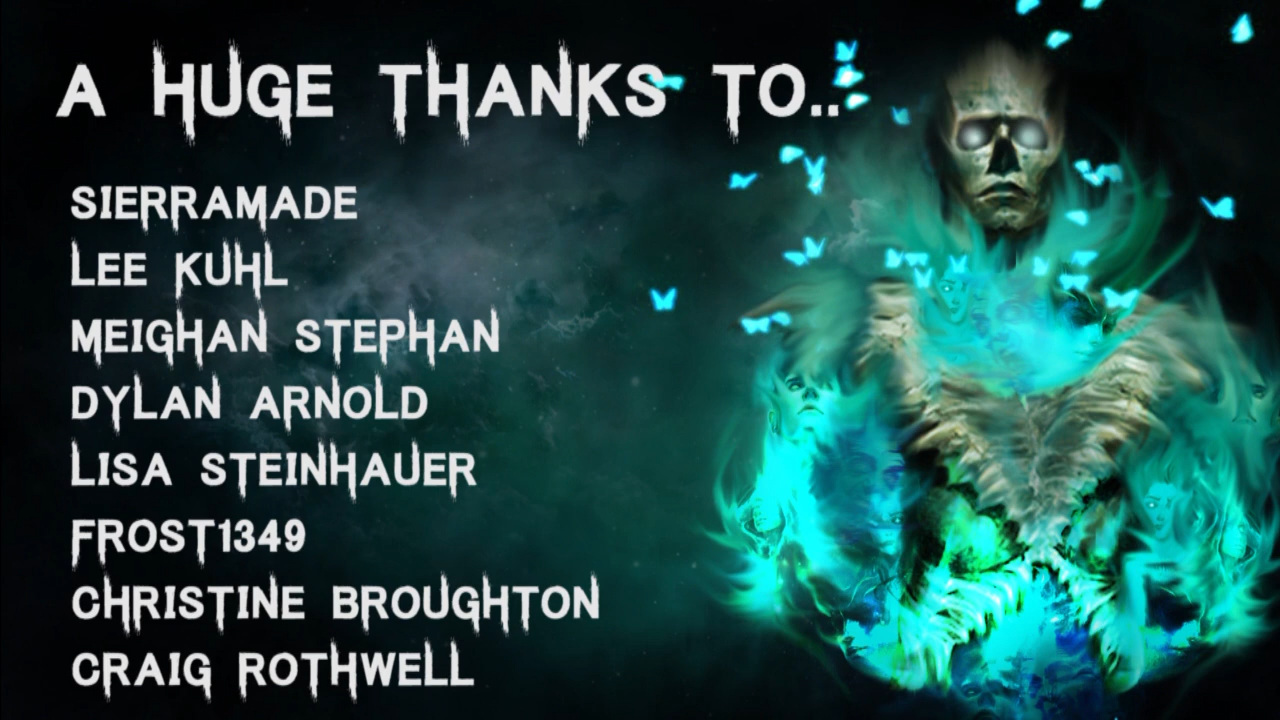 A HUGE THANKS TO..
SIERRAMADE
LEE KUHL
MEIGHAN STEPHAN
DYLAN ARNOLD
LISA STEINHAUER
FROST1349
CHRISTINE BROUGHTON
CRAIG ROTHWELL